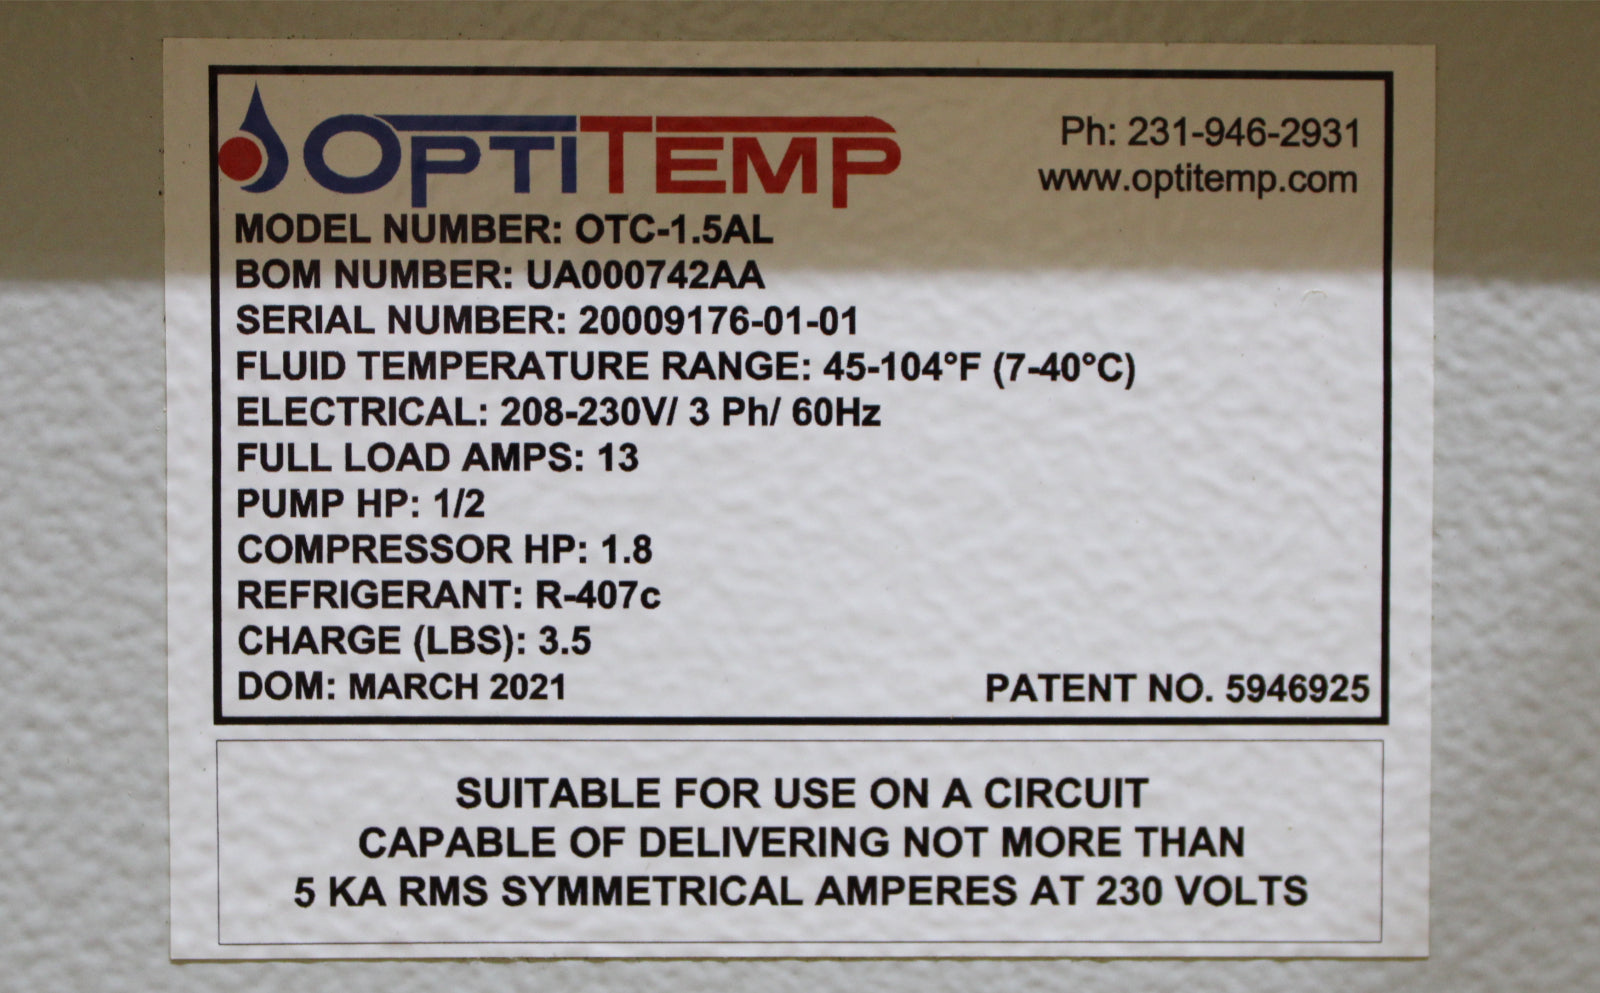 OPTITEMP
Ph: 231-946-2931
www.optitemp.com
MODEL NUMBER: OTC-1.5AL
BOM NUMBER: UA000742AA
SERIAL NUMBER: 20009176-01-01
FLUID TEMPERATURE RANGE: 45-104°F (7-40°C)
ELECTRICAL: 208-230V/ 3 Ph/ 60Hz
FULL LOAD AMPS: 13
PUMP HP: 1/2
COMPRESSOR HP: 1.8
REFRIGERANT: R-407c
CHARGE (LBS): 3.5
DOM: MARCH 2021
PATENT NO. 5946925
SUITABLE FOR USE ON A CIRCUIT
CAPABLE OF DELIVERING NOT MORE THAN
5 KA RMS SYMMETRICAL AMPERES AT 230 VOLTS